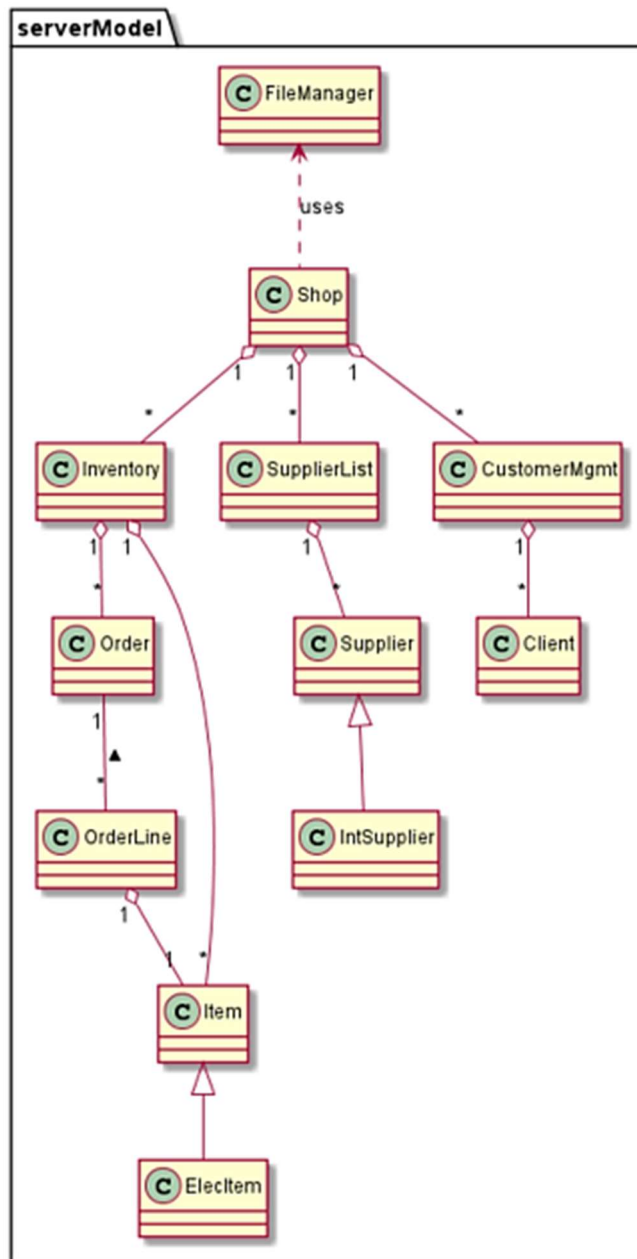 serverModel
C FileManager
uses
C Shop
1 1 1
* * *
C Inventory C SupplierList C CustomerMgmt
1 1 1 1
* * *
C Order C Supplier C Client
1
▲
*
C OrderLine C IntSupplier
1
1 *
C Item
C ElecItem